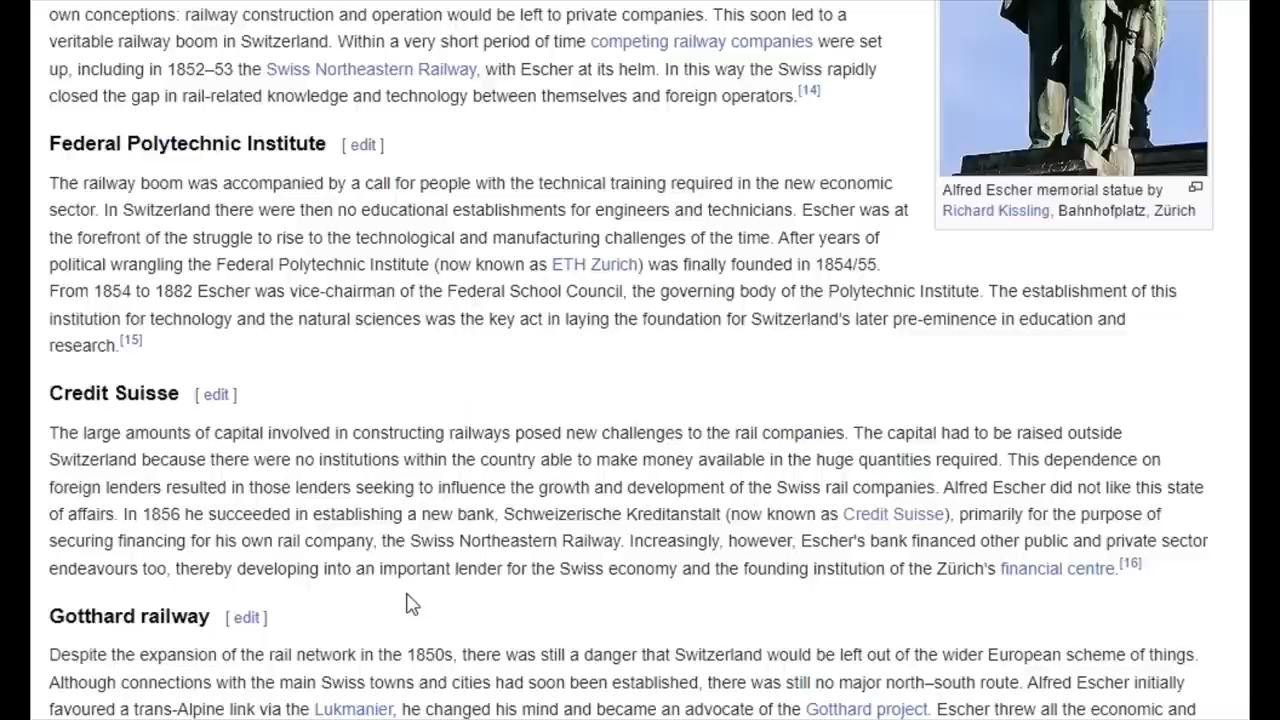 own conceptions: railway construction and operation would be left to private companies. This soon led to a
veritable railway boom in Switzerland. Within a very short period of time competing railway companies were set
up, including in 1852–53 the Swiss Northeastern Railway, with Escher at its helm. In this way the Swiss rapidly
closed the gap in rail-related knowledge and technology between themselves and foreign operators.[14]
Federal Polytechnic Institute [ edit ]
The railway boom was accompanied by a call for people with the technical training required in the new economic
sector. In Switzerland there were then no educational establishments for engineers and technicians. Escher was at
the forefront of the struggle to rise to the technological and manufacturing challenges of the time. After years of
political wrangling the Federal Polytechnic Institute (now known as ETH Zurich) was finally founded in 1854/55.
From 1854 to 1882 Escher was vice-chairman of the Federal School Council, the governing body of the Polytechnic Institute. The establishment of this
institution for technology and the natural sciences was the key act in laying the foundation for Switzerland's later pre-eminence in education and
research.[15]
Alfred Escher memorial statue by
Richard Kissling, Bahnhofplatz, Zürich
Credit Suisse [ edit ]
The large amounts of capital involved in constructing railways posed new challenges to the rail companies. The capital had to be raised outside
Switzerland because there were no institutions within the country able to make money available in the huge quantities required. This dependence on
foreign lenders resulted in those lenders seeking to influence the growth and development of the Swiss rail companies. Alfred Escher did not like this state
of affairs. In 1856 he succeeded in establishing a new bank, Schweizerische Kreditanstalt (now known as Credit Suisse), primarily for the purpose of
securing financing for his own rail company, the Swiss Northeastern Railway. Increasingly, however, Escher's bank financed other public and private sector
endeavours too, thereby developing into an important lender for the Swiss economy and the founding institution of the Zürich's financial centre.[16]
Gotthard railway [ edit ]
Despite the expansion of the rail network in the 1850s, there was still a danger that Switzerland would be left out of the wider European scheme of things.
Although connections with the main Swiss towns and cities had soon been established, there was still no major north–south route. Alfred Escher initially
favoured a trans-Alpine link via the Lukmanier, he changed his mind and became an advocate of the Gotthard project. Escher threw all the economic and